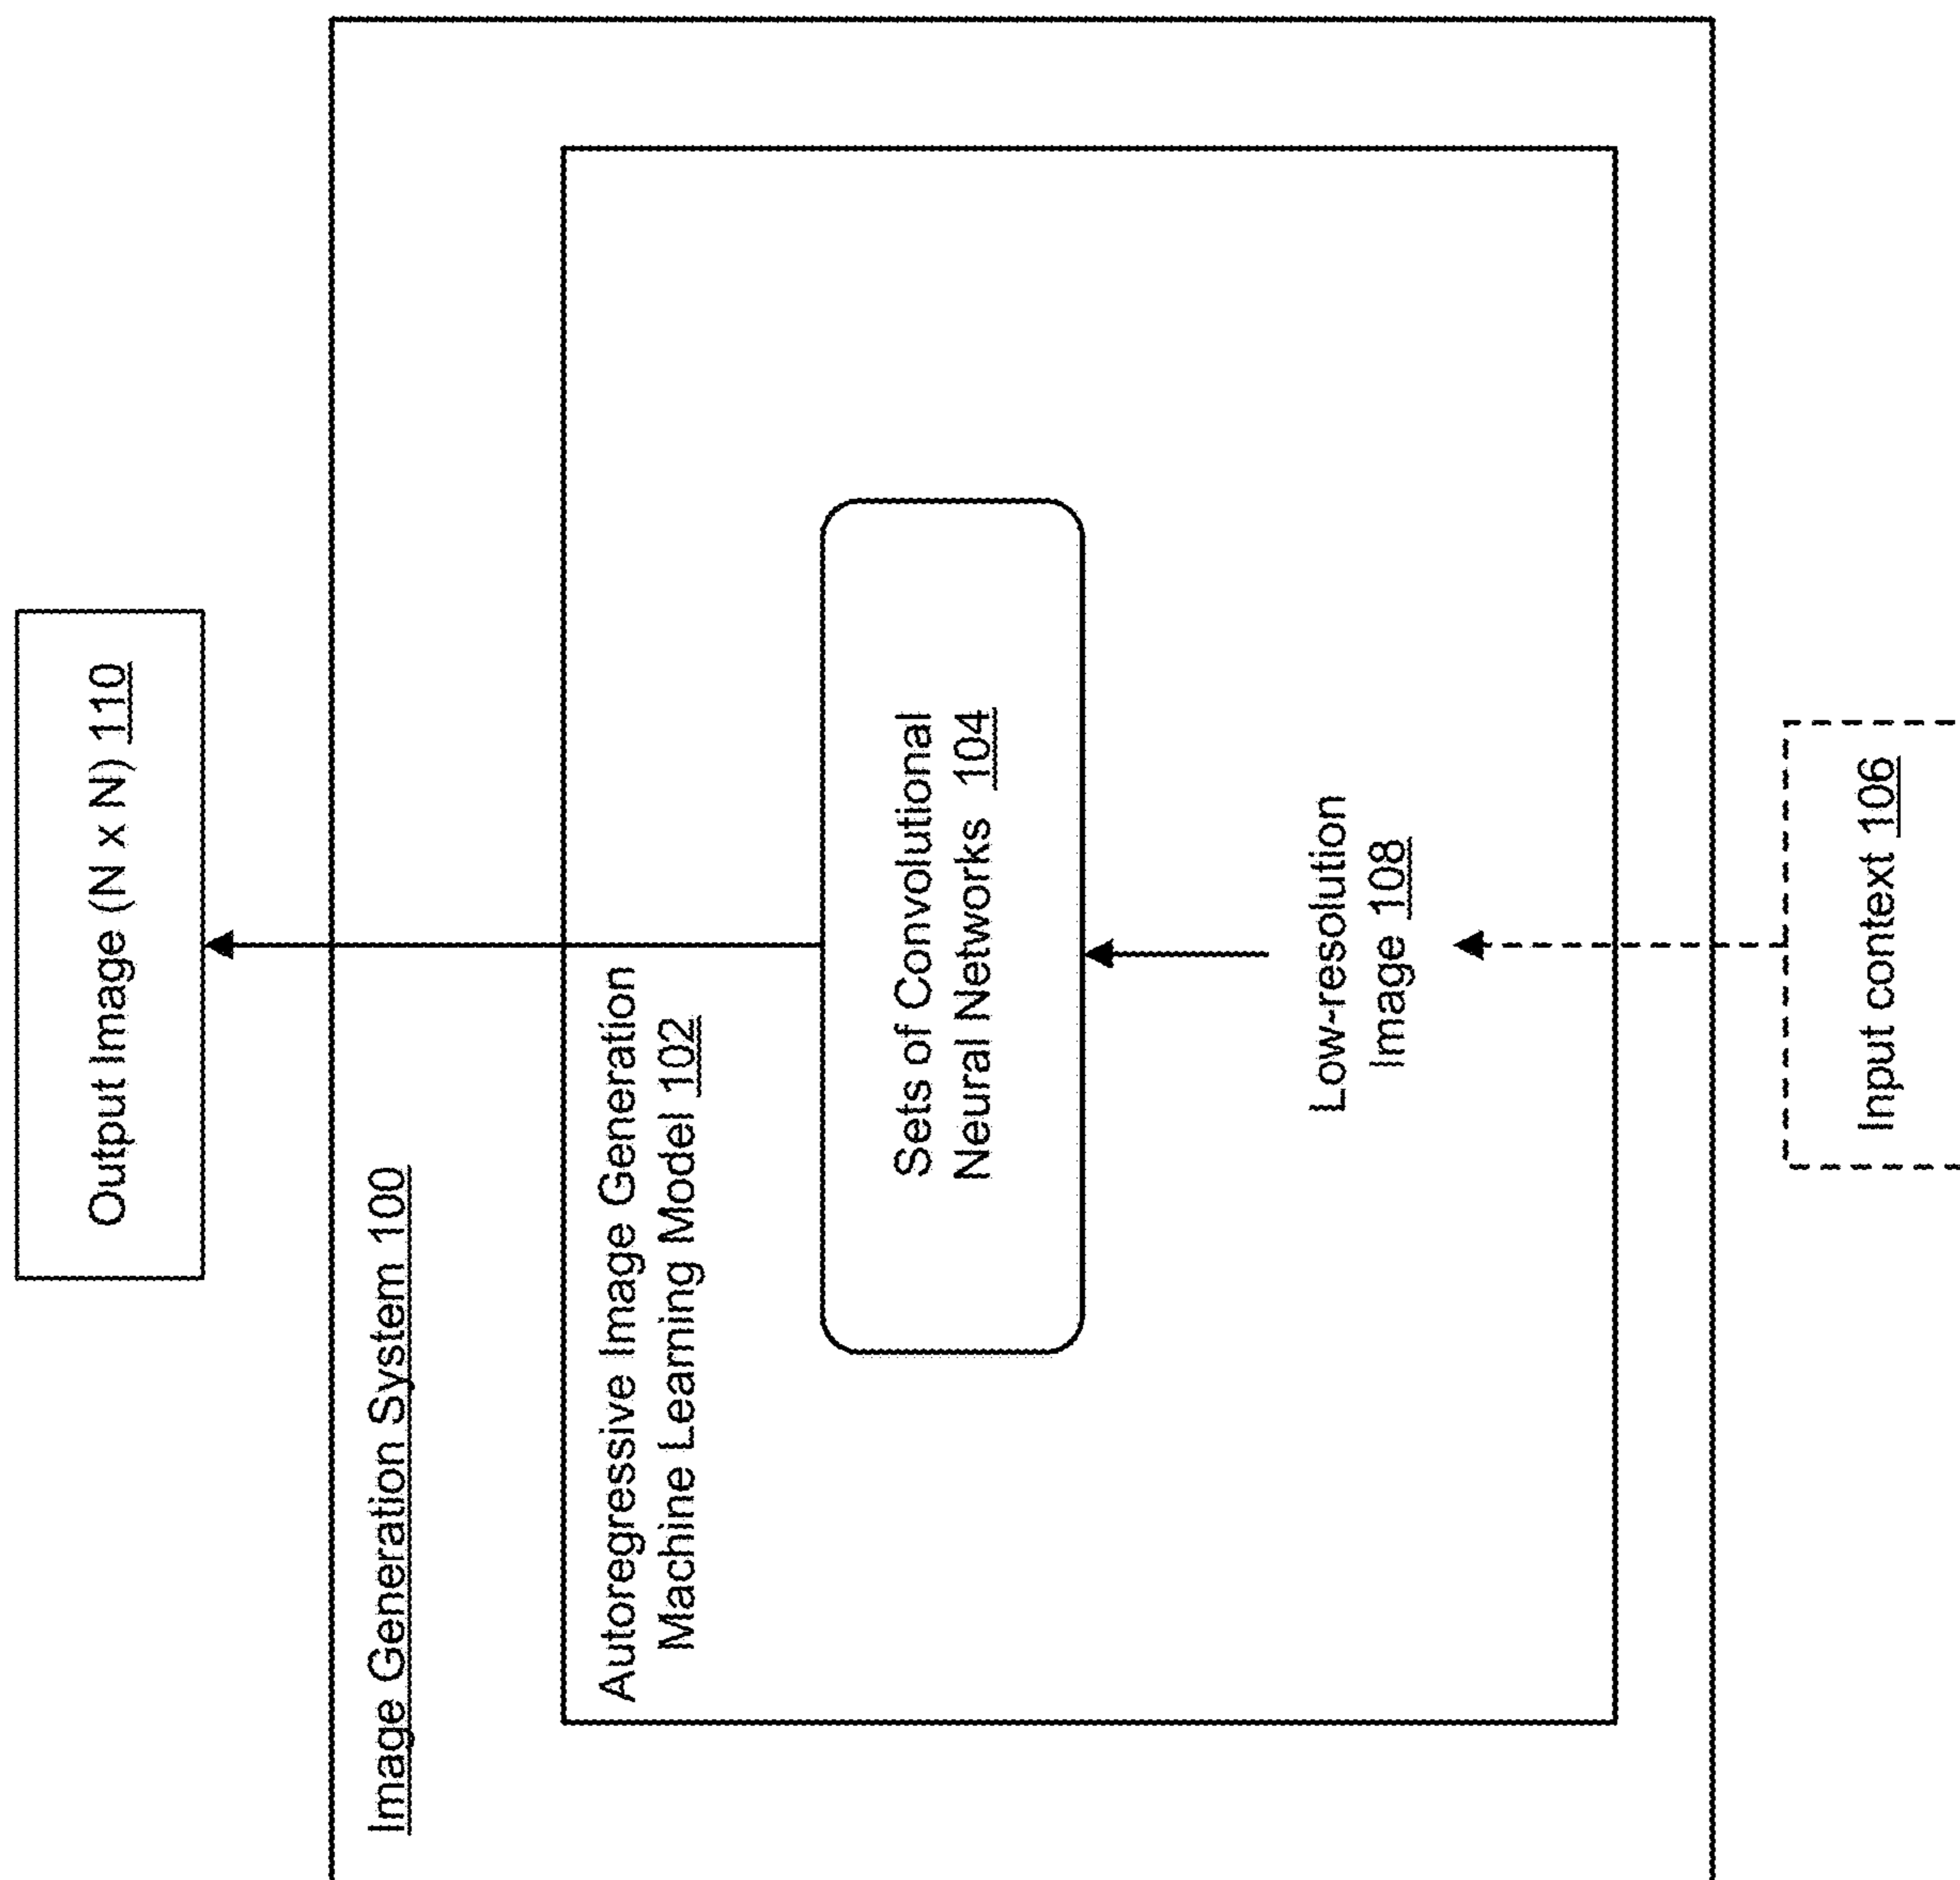 Output Image (N x N) 110
Image Generation System 100
Autoregressive Image Generation
Machine Learning Model 102
Sets of Convolutional
Neural Networks 104
Low-resolution
Image 108
Input context 106